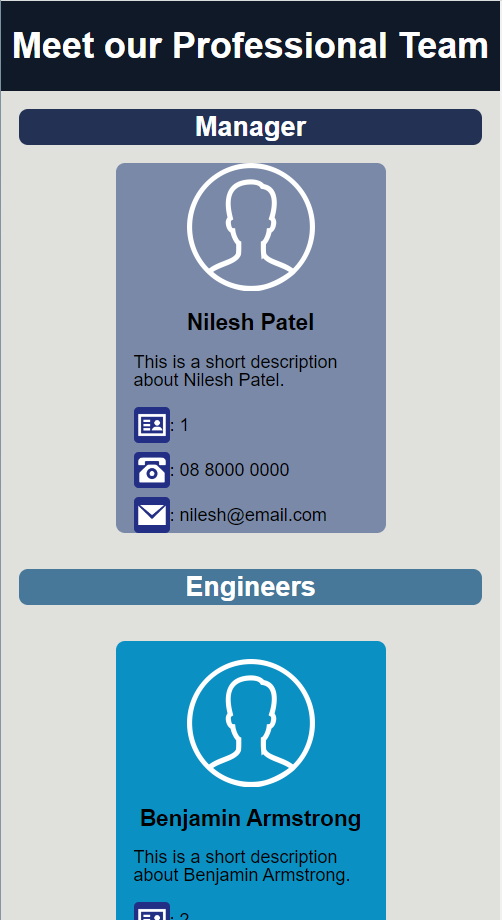 Meet our Professional Team
Manager
Nilesh Patel
This is a short description
about Nilesh Patel.
: 1
: 08 8000 0000
: nilesh@email.com
Engineers
Benjamin Armstrong
This is a short description
about Benjamin Armstrong.
: 2